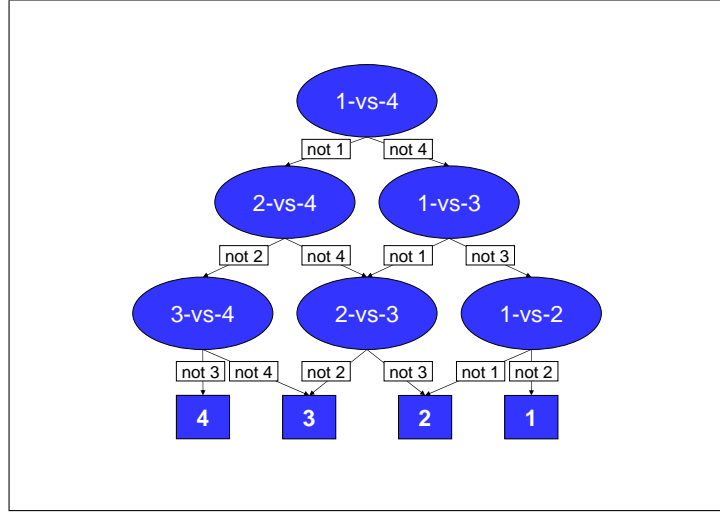 1-vs-4
not 1
not 4
2-vs-4
1-vs-3
not 2
not 4
not 1
not 3
3-vs-4
2-vs-3
1-vs-2
not 3
not 4
not 2
not 3
not 1
not 2
4
3
2
1